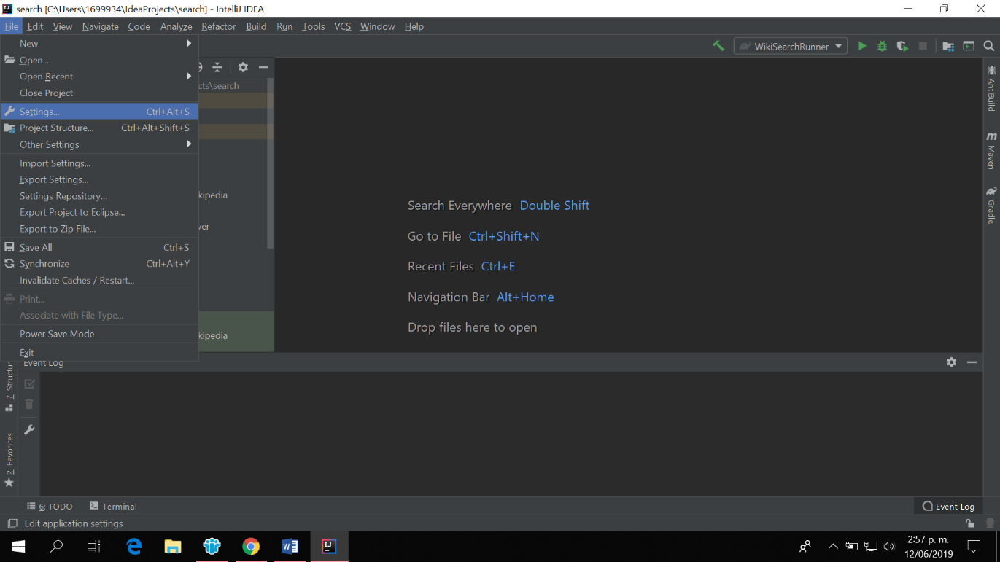 search [C:\Users\1699934\IdeaProjects\search] - IntelliJ IDEA
File Edit View Navigate Code Analyze Refactor Build Run Tools VCS Window Help
WikiSearchRunner
New
Open...
Open Recent
Close Project
Settings... Ctrl+Alt+S
Project Structure... Ctrl+Alt+Shift+S
Other Settings
Import Settings...
Export Settings...
Settings Repository...
Export Project to Eclipse...
Export to Zip File...
Save All Ctrl+S
Synchronize Ctrl+Alt+Y
Invalidate Caches / Restart...
Print...
Associate with File Type...
Power Save Mode
Exit
cts\search
kipedia
ver
kipedia
Search Everywhere Double Shift
Go to File Ctrl+Shift+N
Recent Files Ctrl+E
Navigation Bar Alt+Home
Drop files here to open
Ant Build
Maven
Gradle
Event Log
7: Structur
2: Favorites
6: TODO Terminal Event Log
Edit application settings
2:57 p. m.
12/06/2019